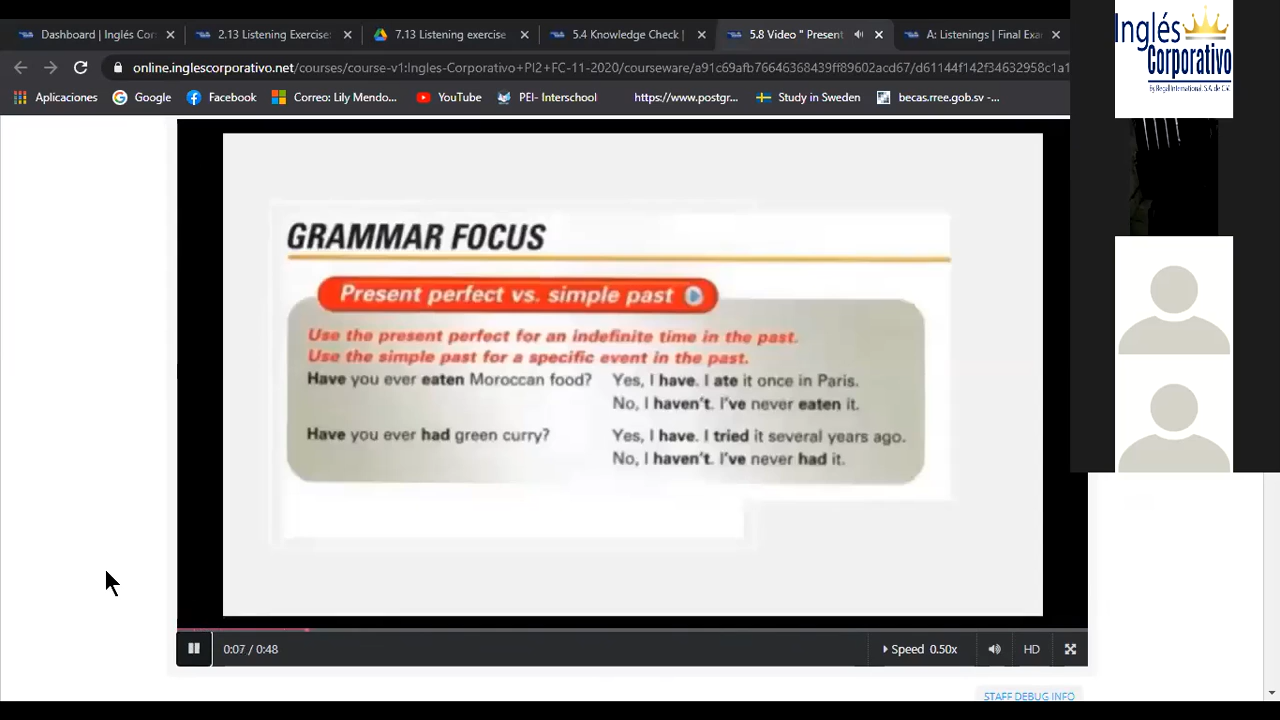 Dashboard | Inglés Cor
2.13 Listening Exercise:
7.13 Listening exercise
5.4 Knowledge Check |
5.8 Video " Present
A: Listenings | Final Exa
online.inglescorporativo.net/courses/course-v1:Ingles
PI2+FC-11-2020/courseware/a91c69afb76646368439ff89602acd67/d61144f142f34632958c1a1
Aplicaciones
Google
Facebook
Correo: Lily Mendo...
YouTube
PEI- Interschool
https://www.postgr...
Study in Sweden
becas.rree.gob.sv -...
Inglés
Corporativo
By Regal International, S.A. de C.V.
GRAMMAR FOCUS
Present perfect vs. simple past
Use the present perfect for an indefinite time in the past.
Use the simple past for a specific event in the past.
Have you ever eaten Moroccan food? Yes, I have. I ate it once in Paris.
No, I haven't. I've never eaten it.
Have you ever had green curry? Yes, I have. I tried it several years ago.
No, I haven't. I've never had it.
0:07 / 0:48
Speed 0.50x
HD
STAFF DEBUG INFO